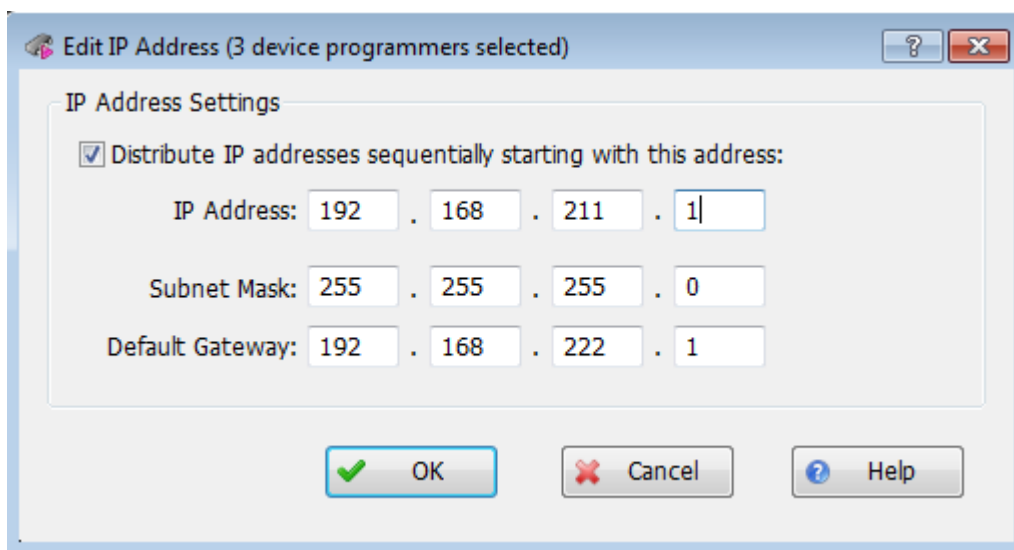 Edit IP Address (3 device programmers selected)
?
IP Address Settings
Distribute IP addresses sequentially starting with this address:
IP Address: 192 . 168 . 211 . 1
Subnet Mask: 255 . 255 . 255 . 0
Default Gateway: 192 . 168 . 222 . 1
OK Cancel ? Help